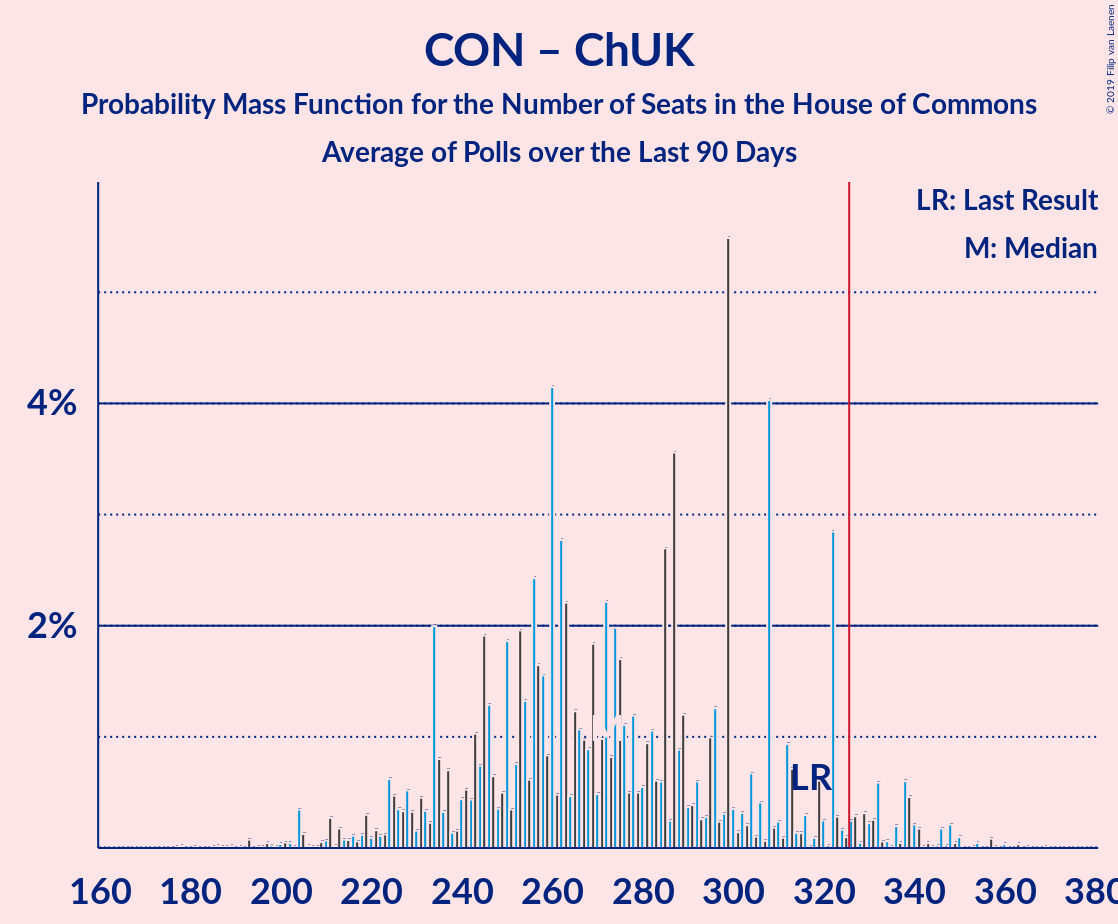 CON – ChUK
Probability Mass Function for the Number of Seats in the House of Commons
Average of Polls over the Last 90 Days
© 2019 Filip van Laenen
LR: Last Result
M: Median
4%
2%
LR
160 180 200 220 240 260 280 300 320 340 360 380